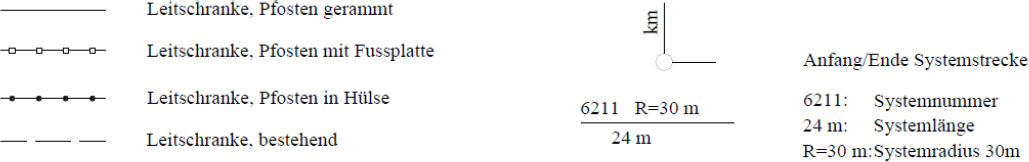 Leitschranke, Pfosten gerammt
Leitschranke, Pfosten mit Fussplatte
Leitschranke, Pfosten in Hülse
Leitschranke, bestehend
km
6211 R=30 m
24 m
Anfang/Ende Systemstrecke
6211: Systemnummer
24 m: Systemlänge
R=30 m:Systemradius 30m